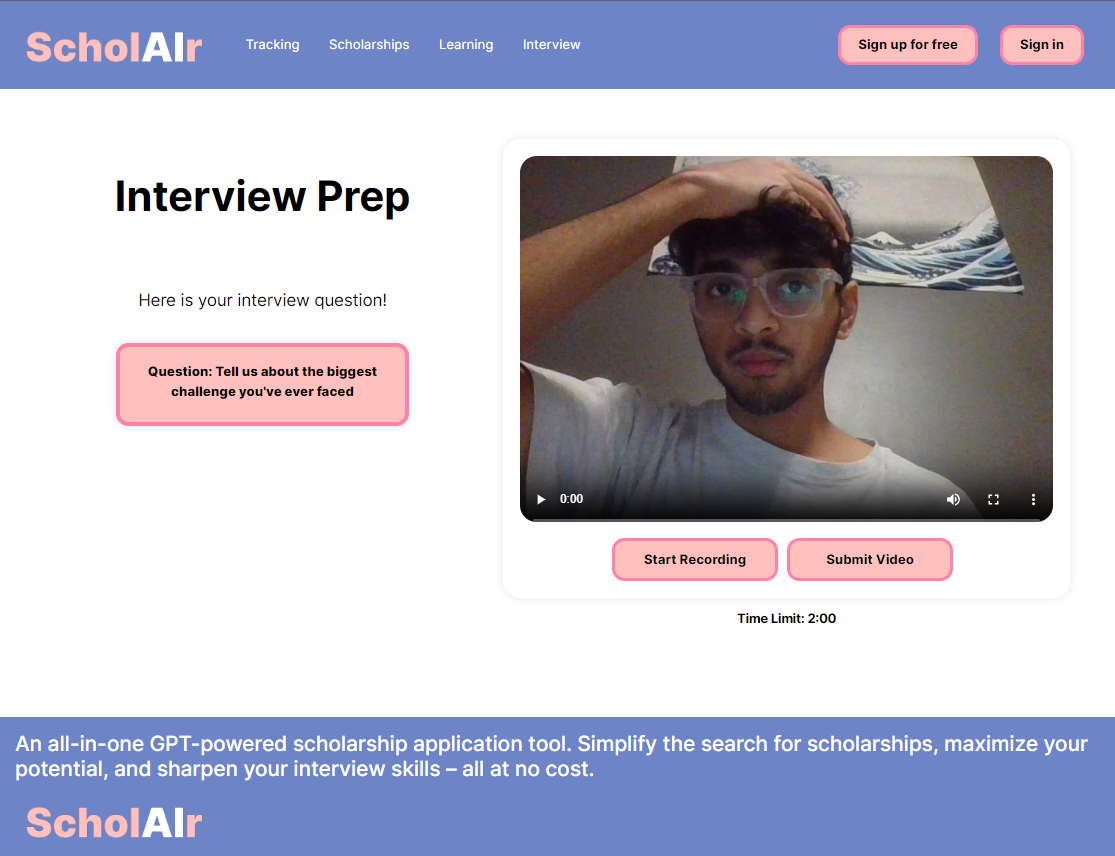 ScholAIr
Tracking
Scholarships
Learning
Interview
Sign up for free
Sign in
Interview Prep
Here is your interview question!
Question: Tell us about the biggest
challenge you've ever faced
0:00
Start Recording
Submit Video
Time Limit: 2:00
An all-in-one GPT-powered scholarship application tool. Simplify the search for scholarships, maximize your
potential, and sharpen your interview skills – all at no cost.
ScholAIr